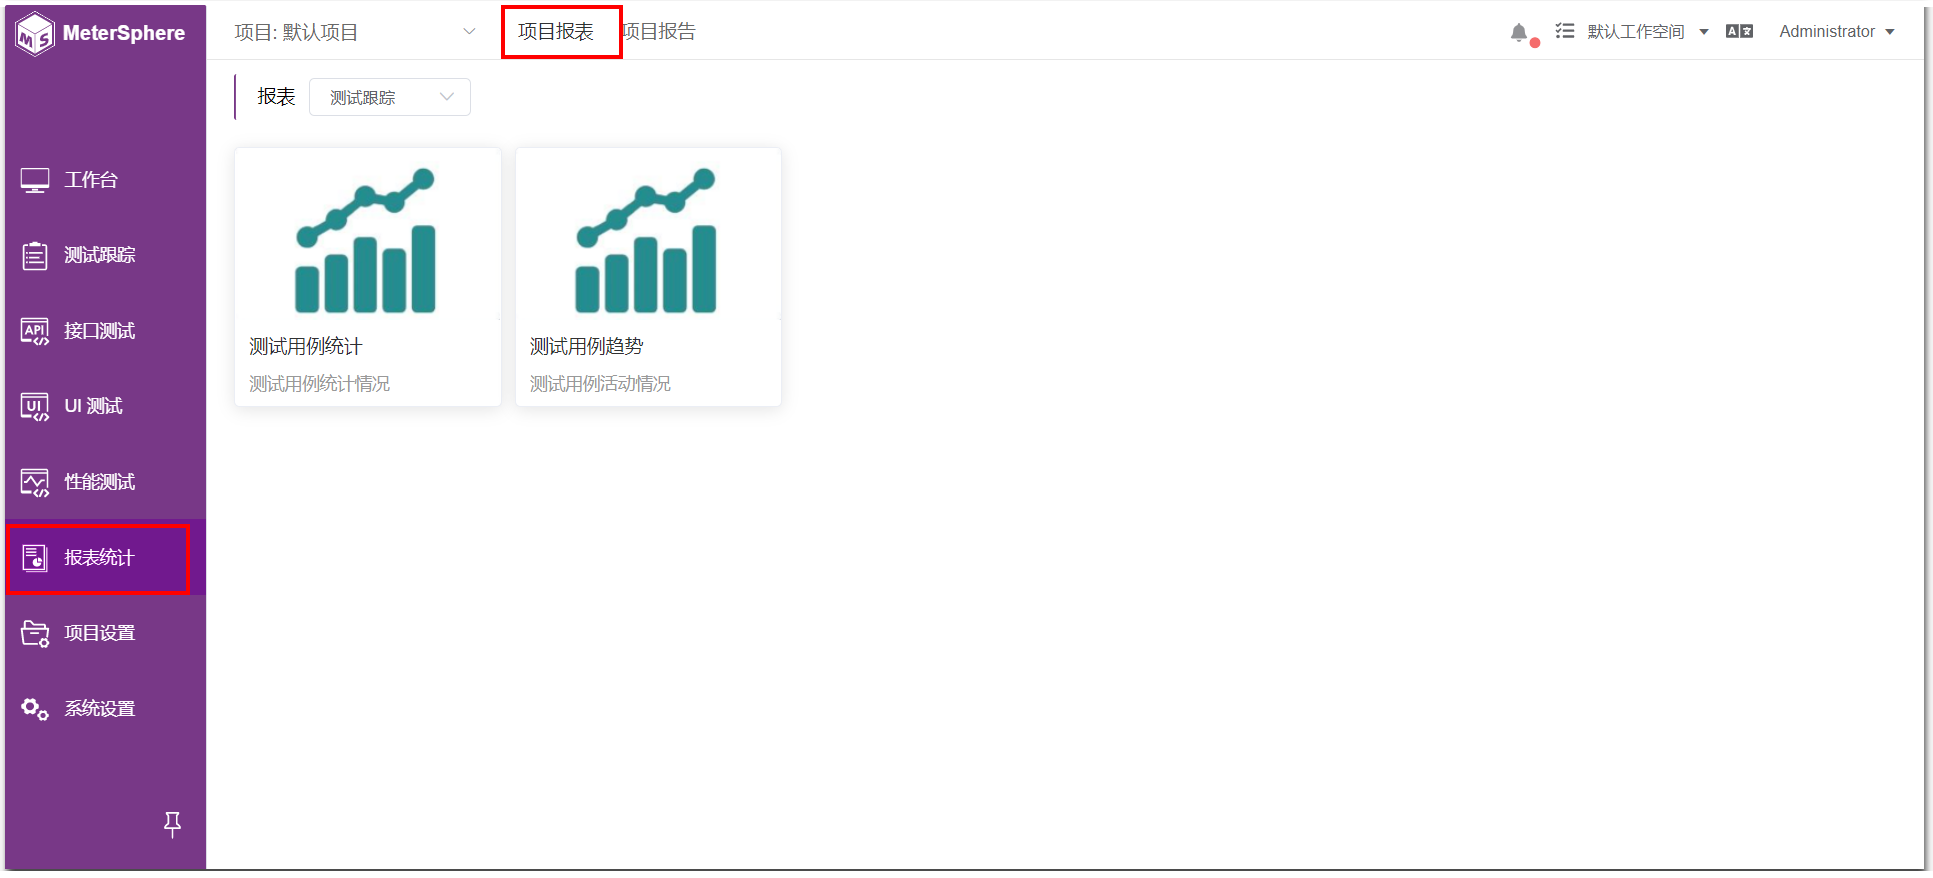 MeterSphere
项目: 默认项目
项目报表
项目报告
默认工作空间
Administrator
报表
测试跟踪
工作台
测试跟踪
API 接口测试
UI UI 测试
性能测试
报表统计
项目设置
系统设置
测试用例统计
测试用例统计情况
测试用例趋势
测试用例活动情况